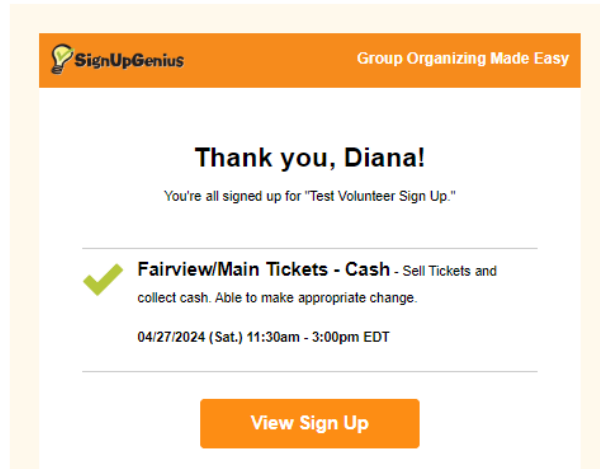 SignUpGenius
Group Organizing Made Easy
Thank you, Diana!
You're all signed up for "Test Volunteer Sign Up."
Fairview/Main Tickets - Cash - Sell Tickets and
collect cash. Able to make appropriate change.
04/27/2024 (Sat.) 11:30am - 3:00pm EDT
View Sign Up